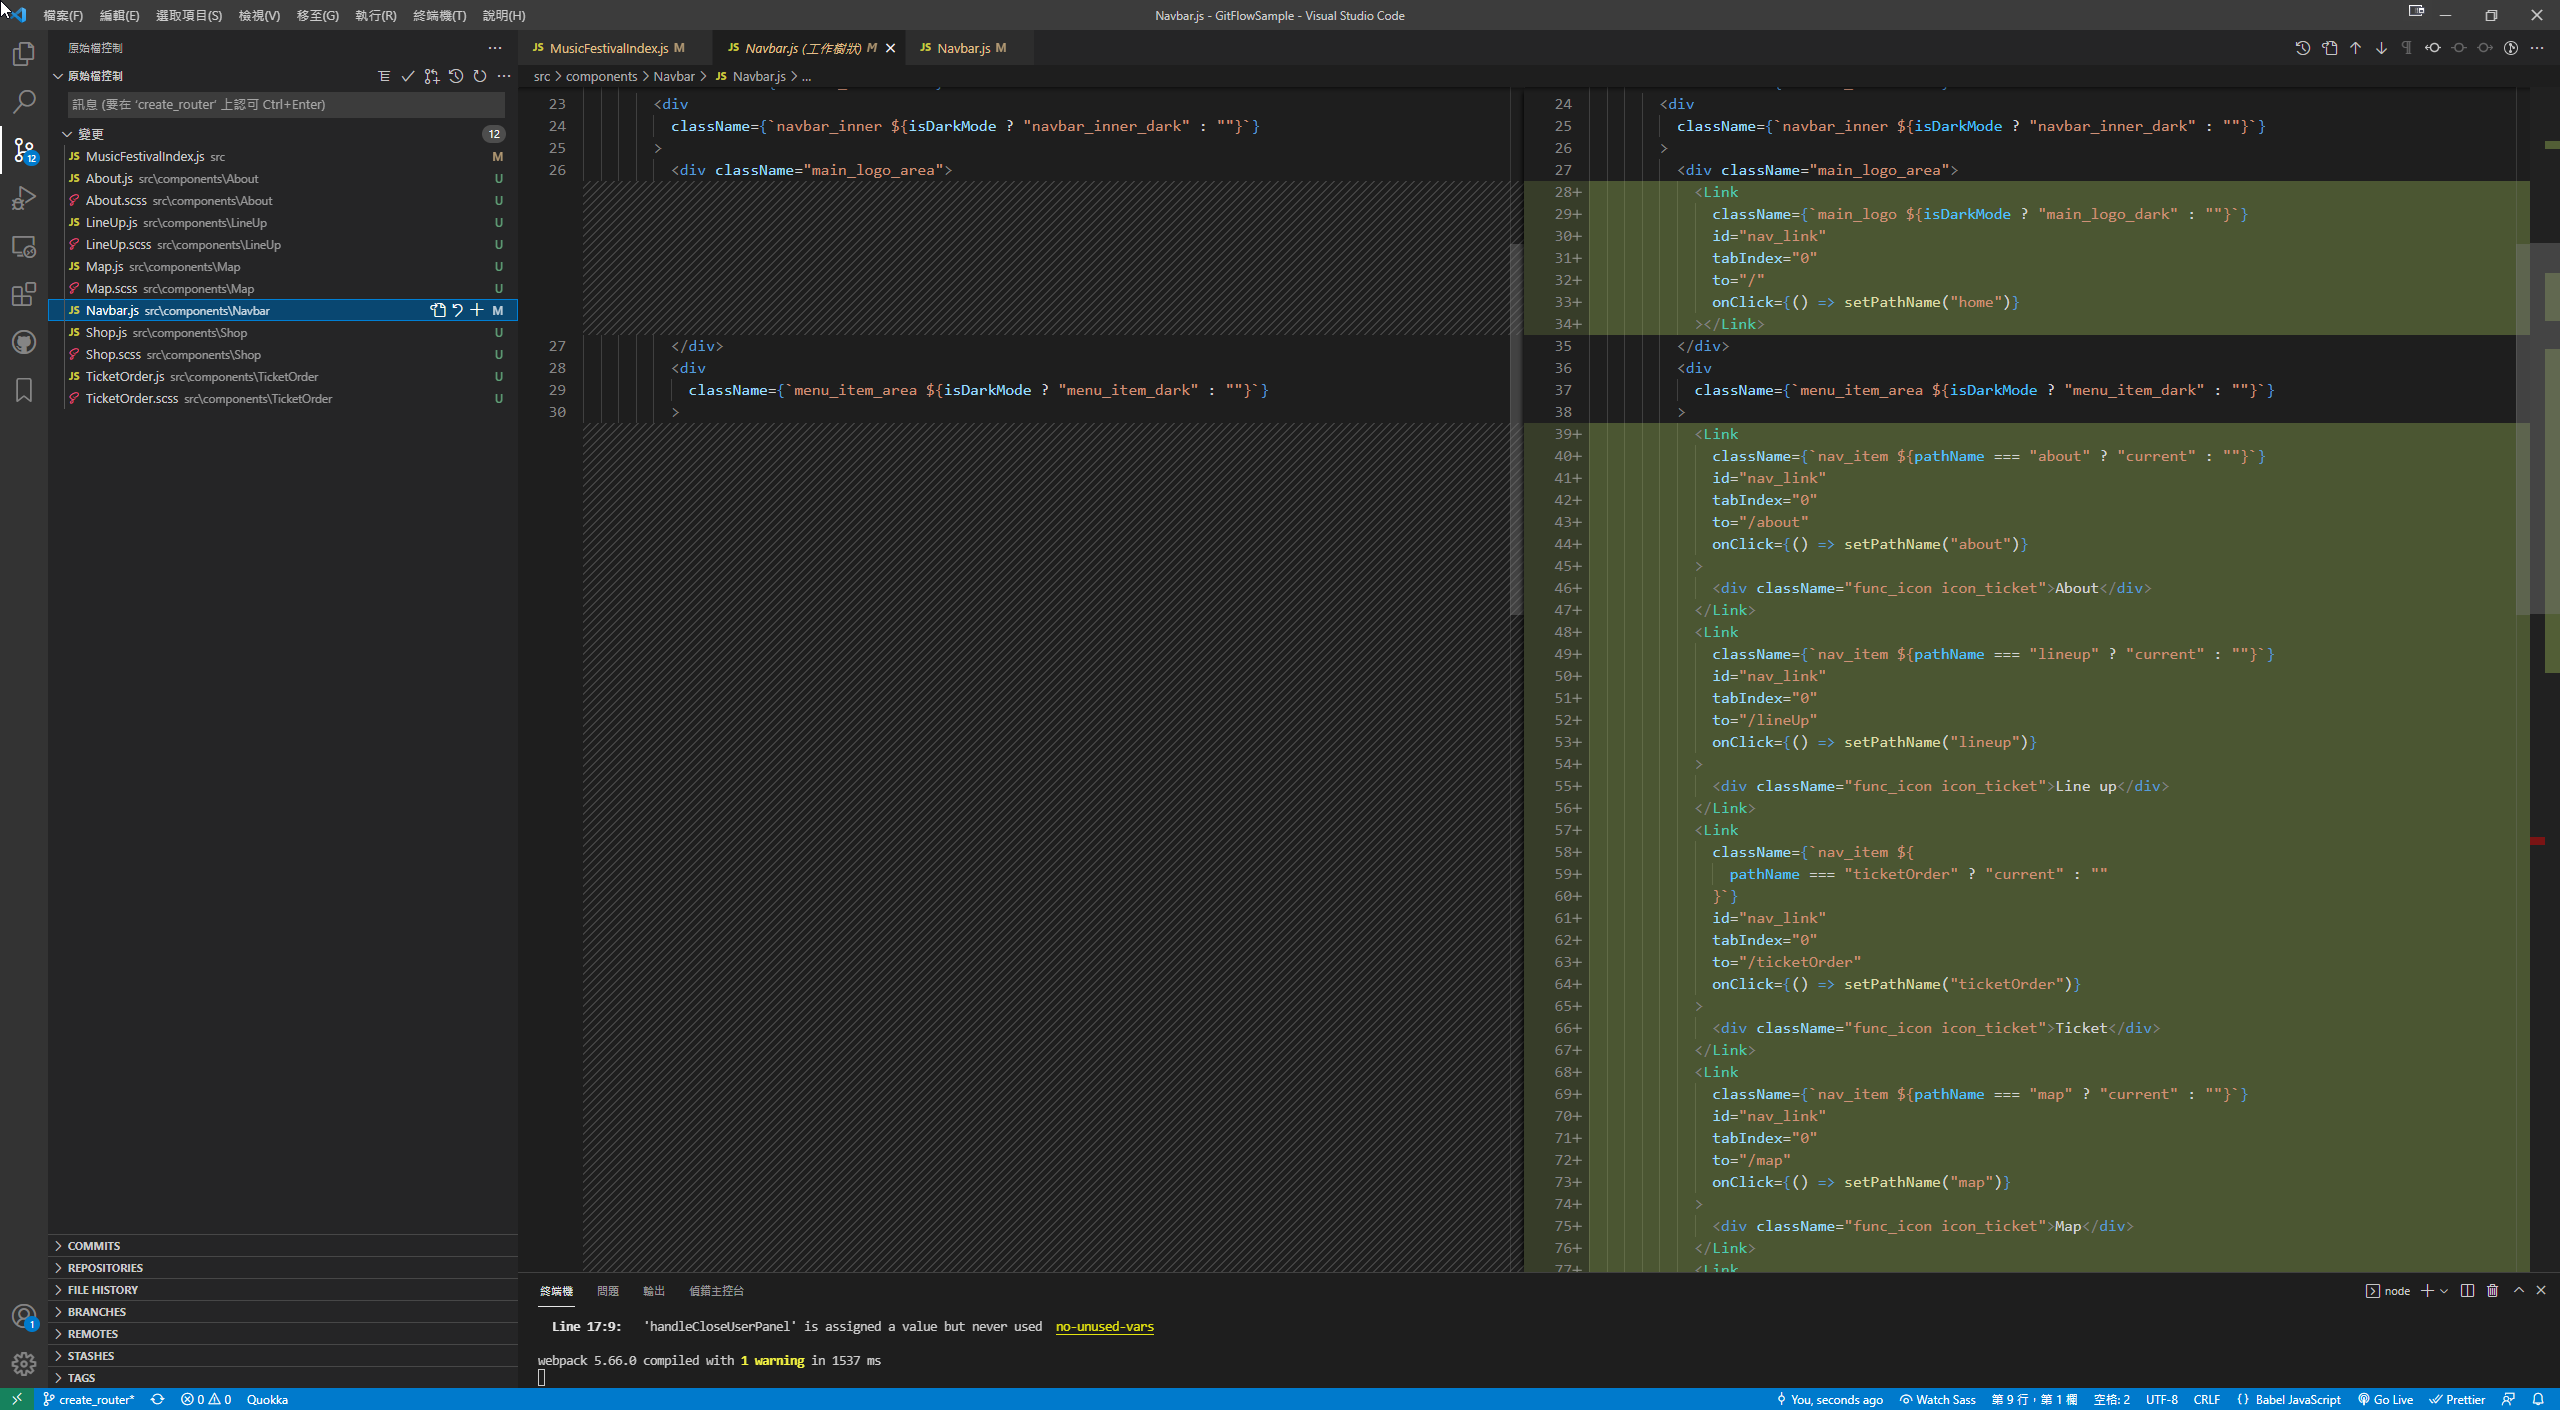 檔案(F) 編輯(E) 選取項目(S) 檢視(V) 移至(G) 執行(R) 終端機(T) 說明(H)
Navbar.js - GitFlowSample - Visual Studio Code
原始檔控制
原始檔控制
訊息 (要在 'create_router' 上認可 Ctrl+Enter)
變更 12
JS MusicFestivalIndex.js src M
JS About.js src\components\About U
About.scss src\components\About U
JS LineUp.js src\components\LineUp U
LineUp.scss src\components\LineUp U
JS Map.js src\components\Map U
Map.scss src\components\Map U
JS Navbar.js src\components\Navbar M
JS Shop.js src\components\Shop U
Shop.scss src\components\Shop U
JS TicketOrder.js src\components\TicketOrder U
TicketOrder.scss src\components\TicketOrder U
12
1
COMMITS
REPOSITORIES
FILE HISTORY
BRANCHES
REMOTES
STASHES
TAGS
JS MusicFestivalIndex.js M
JS Navbar.js (工作樹狀) M
JS Navbar.js M
src > components > Navbar > JS Navbar.js > ...
23 <div
24 className={`navbar_inner ${isDarkMode ? "navbar_inner_dark" : ""}`}
25 >
26 <div className="main_logo_area">
27 </div>
28 <div
29 className={`menu_item_area ${isDarkMode ? "menu_item_dark" : ""}`}
30 >
24 <div
25 className={`navbar_inner ${isDarkMode ? "navbar_inner_dark" : ""}`}
26 >
27 <div className="main_logo_area">
28+ <Link
29+ className={`main_logo ${isDarkMode ? "main_logo_dark" : ""}`}
30+ id="nav_link"
31+ tabIndex="0"
32+ to="/"
33+ onClick={() => setPathName("home")}
34+ ></Link>
35 </div>
36 <div
37 className={`menu_item_area ${isDarkMode ? "menu_item_dark" : ""}`}
38 >
39+ <Link
40+ className={`nav_item ${pathName === "about" ? "current" : ""}`}
41+ id="nav_link"
42+ tabIndex="0"
43+ to="/about"
44+ onClick={() => setPathName("about")}
45+ >
46+ <div className="func_icon icon_ticket">About</div>
47+ </Link>
48+ <Link
49+ className={`nav_item ${pathName === "lineup" ? "current" : ""}`}
50+ id="nav_link"
51+ tabIndex="0"
52+ to="/lineUp"
53+ onClick={() => setPathName("lineup")}
54+ >
55+ <div className="func_icon icon_ticket">Line up</div>
56+ </Link>
57+ <Link
58+ className={`nav_item ${
59+ pathName === "ticketOrder" ? "current" : ""
60+ }`}
61+ id="nav_link"
62+ tabIndex="0"
63+ to="/ticketOrder"
64+ onClick={() => setPathName("ticketOrder")}
65+ >
66+ <div className="func_icon icon_ticket">Ticket</div>
67+ </Link>
68+ <Link
69+ className={`nav_item ${pathName === "map" ? "current" : ""}`}
70+ id="nav_link"
71+ tabIndex="0"
72+ to="/map"
73+ onClick={() => setPathName("map")}
74+ >
75+ <div className="func_icon icon_ticket">Map</div>
76+ </Link>
77+ <Link
終端機 問題 輸出 偵錯主控台
node
Line 17:9: 'handleCloseUserPanel' is assigned a value but never used no-unused-vars
webpack 5.66.0 compiled with 1 warning in 1537 ms
create_router* 0 0 Quokka
You, seconds ago Watch Sass 第 9 行，第 1 欄 空格: 2 UTF-8 CRLF {} Babel JavaScript Go Live Prettier